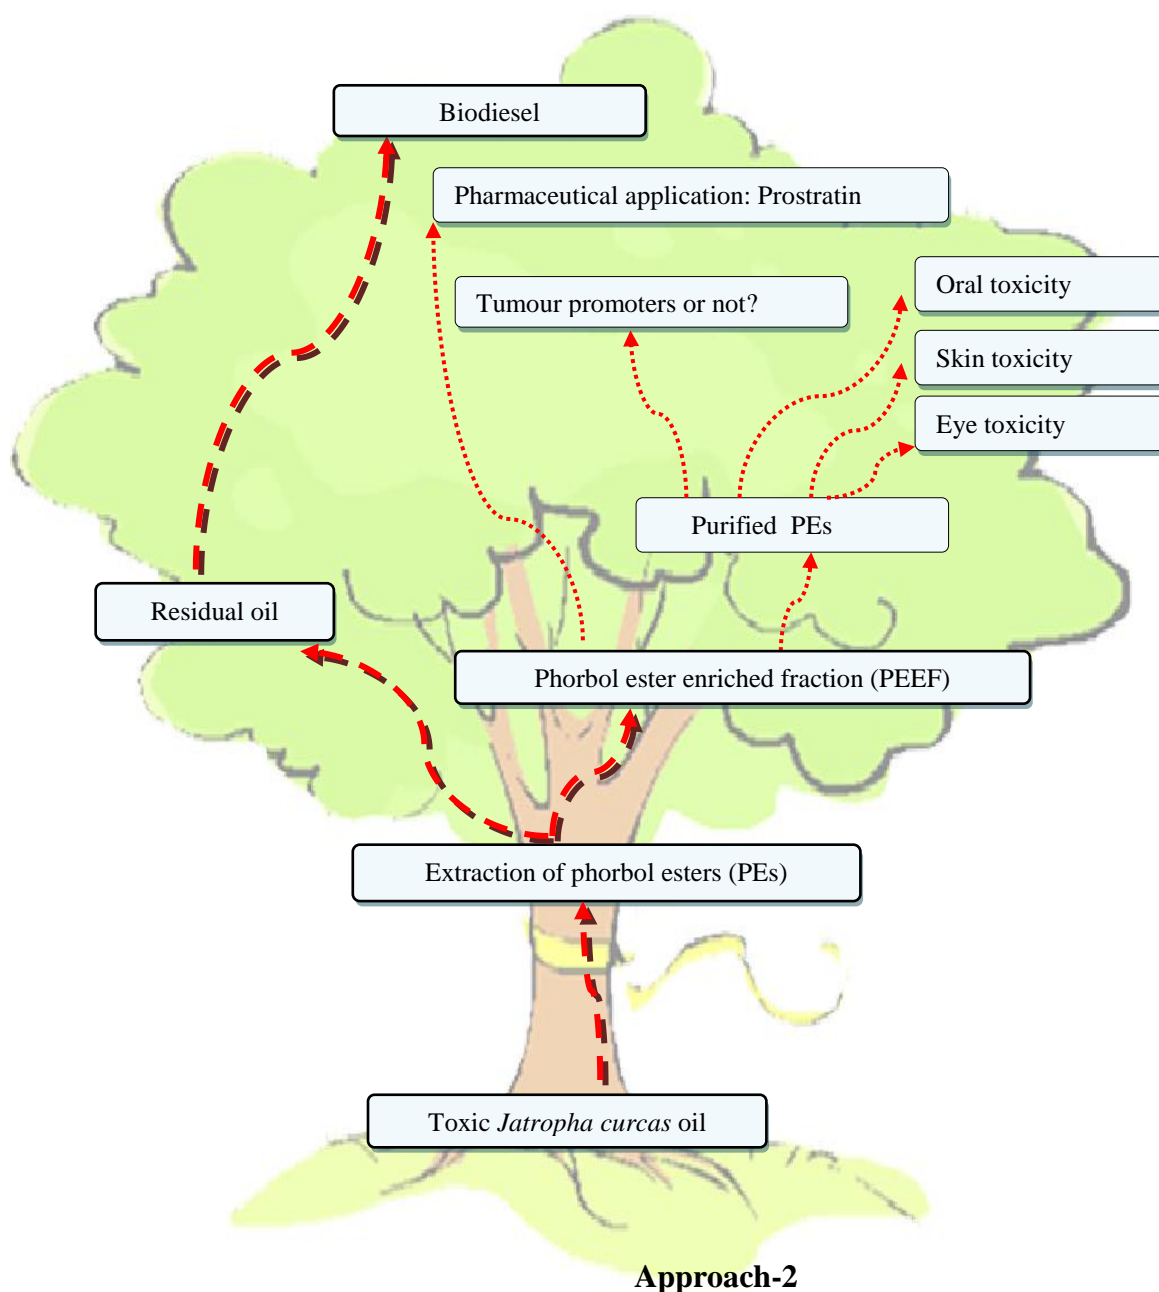 Biodiesel
Pharmaceutical application: Prostratin
Oral toxicity
Tumour promoters or not?
Skin toxicity
Eye toxicity
Purified PEs
Residual oil
Phorbol ester enriched fraction (PEEF)
Extraction of phorbol esters (PEs)
Toxic Jatropha curcas oil
Approach-2